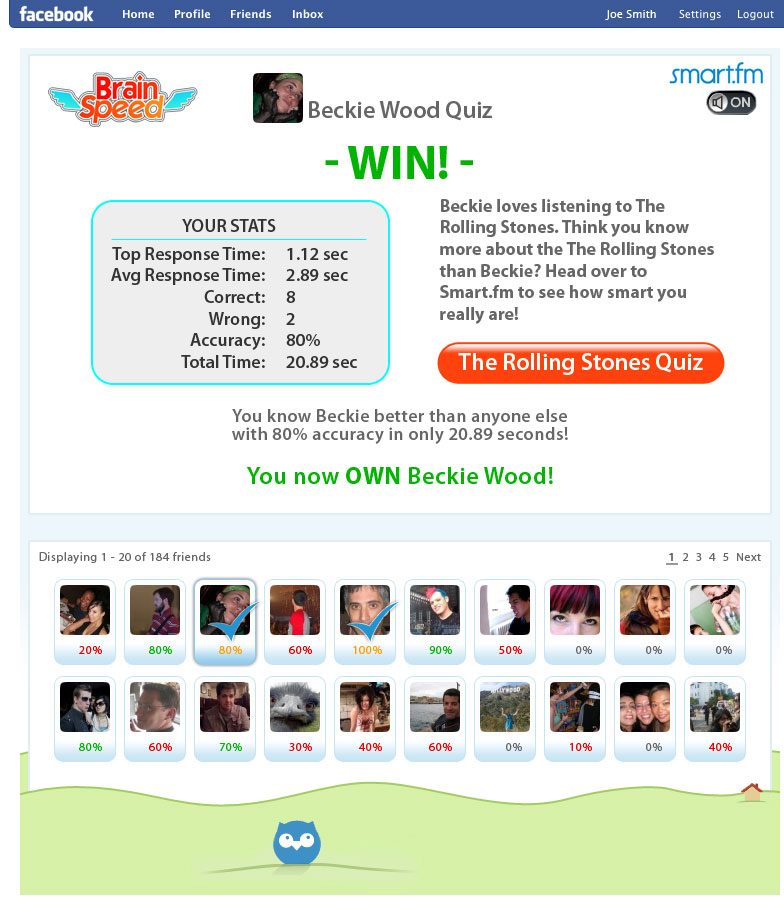 facebook Home Profile Friends Inbox Joe Smith Settings Logout
Brain
Speed
smart.fm
ON
Beckie Wood Quiz
- WIN! -
YOUR STATS
Top Response Time: 1.12 sec
Avg Respnose Time: 2.89 sec
Correct: 8
Wrong: 2
Accuracy: 80%
Total Time: 20.89 sec
Beckie loves listening to The
Rolling Stones. Think you know
more about the The Rolling Stones
than Beckie? Head over to
Smart.fm to see how smart you
really are!
The Rolling Stones Quiz
You know Beckie better than anyone else
with 80% accuracy in only 20.89 seconds!
You now OWN Beckie Wood!
Displaying 1 - 20 of 184 friends 1 2 3 4 5 Next
20% 80% 80% 60% 100% 90% 50% 0% 0% 0%
HOLLYWOOD
80% 60% 70% 30% 40% 60% 0% 10% 0% 40%